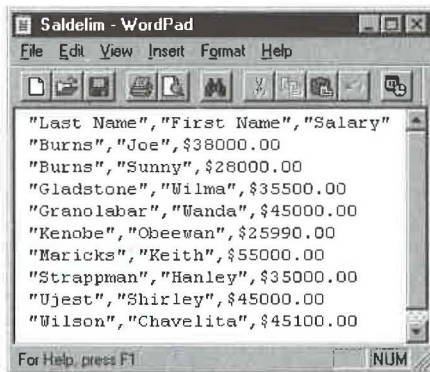 Saldelim - WordPad
File Edit View Insert Format Help
"Last Name","First Name","Salary"
"Burns","Joe",$38000.00
"Burns","Sunny",$28000.00
"Gladstone","Wilma",$35500.00
"Granolabar","Wanda",$45000.00
"Kenobe","Obeewan",$25990.00
"Maricks","Keith",$55000.00
"Strappman","Hanley",$35000.00
"Ujest","Shirley",$45000.00
"Wilson","Chavelita",$45100.00
For Help, press F1 NUM